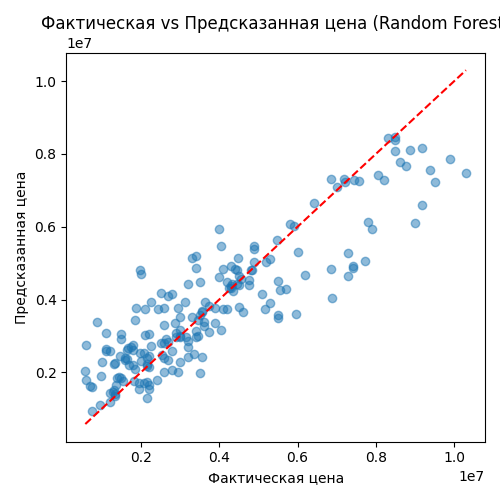 Фактическая vs Предсказанная цена (Random Forest
1e7
1.0
0.8
0.6
0.4
0.2
Предсказанная цена
0.2 0.4 0.6 0.8 1.0
1e7
Фактическая цена